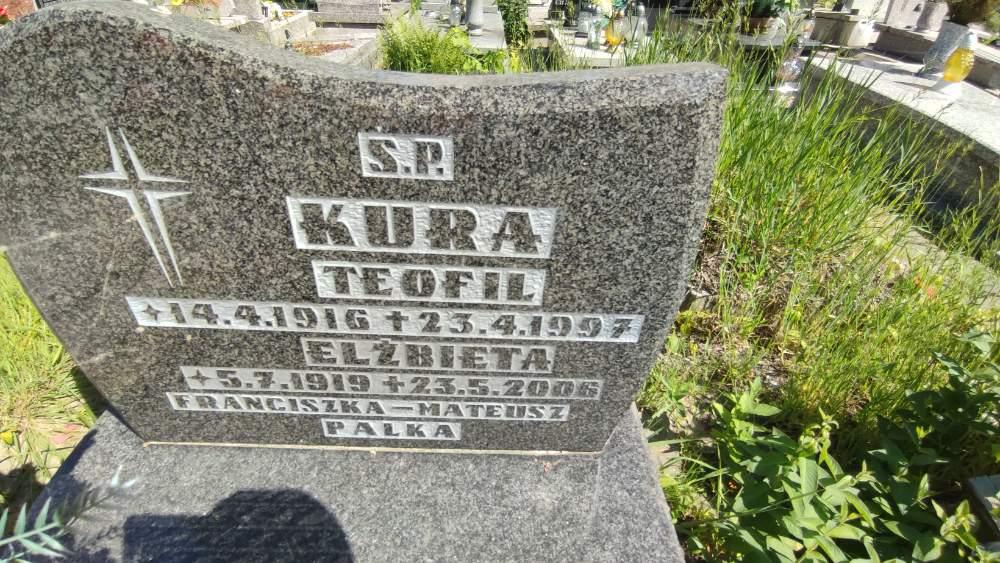 S.P.
KURA
TEOFIL
14.4.1916 ✝ 23.4.1997
ELŻBIETA
5.7.1919 ✝ 23.5.2006
FRANCISZKA – MATEUSZ
PALKA